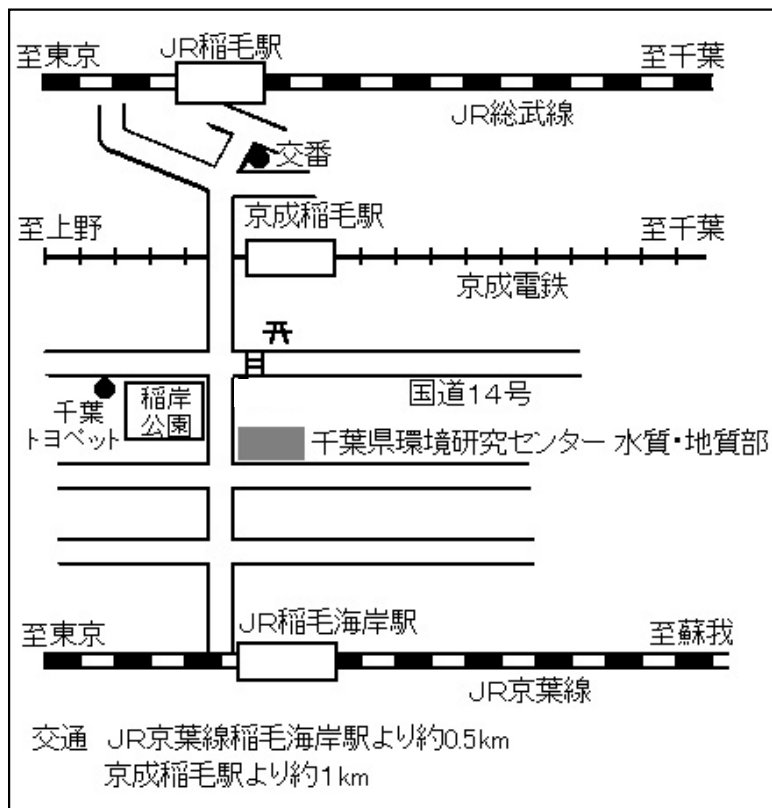 JR稲毛駅
至東京
至千葉
JR総武線
交番
京成稲毛駅
至上野
至千葉
京成電鉄
国道14号
千葉
トヨペット
稲岸
公園
千葉県環境研究センター 水質・地質部
JR稲毛海岸駅
至東京
至蘇我
JR京葉線
交通 JR京葉線稲毛海岸駅より約0.5km
京成稲毛駅より約1km